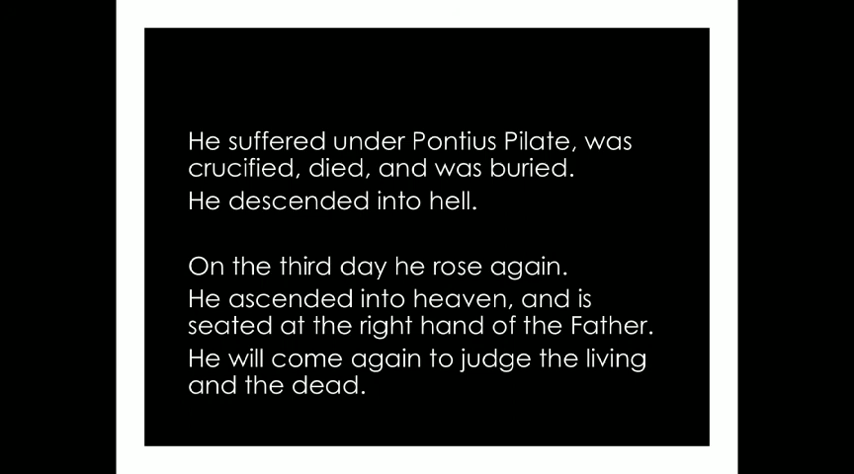 He suffered under Pontius Pilate, was
crucified, died, and was buried.
He descended into hell.
On the third day he rose again.
He ascended into heaven, and is
seated at the right hand of the Father.
He will come again to judge the living
and the dead.